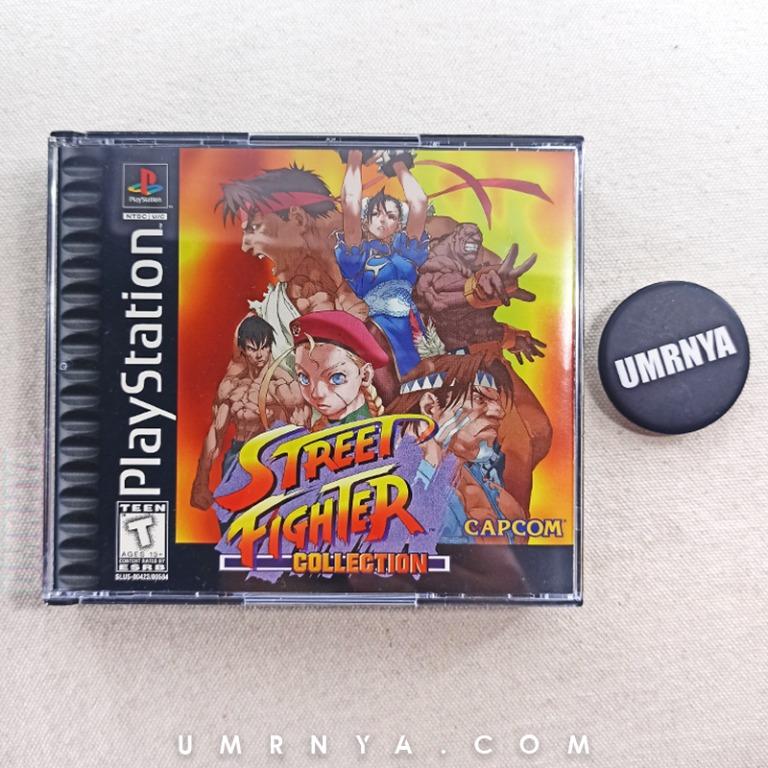 PlayStation
NTSC U/C
PlayStation
TEEN
T
AGES 13+
CONTENT RATED BY
ESRB
SLUS-00423/00584
STREET
FIGHTER
COLLECTION
TM
CAPCOM
UMRNYA
UMRNYA.COM